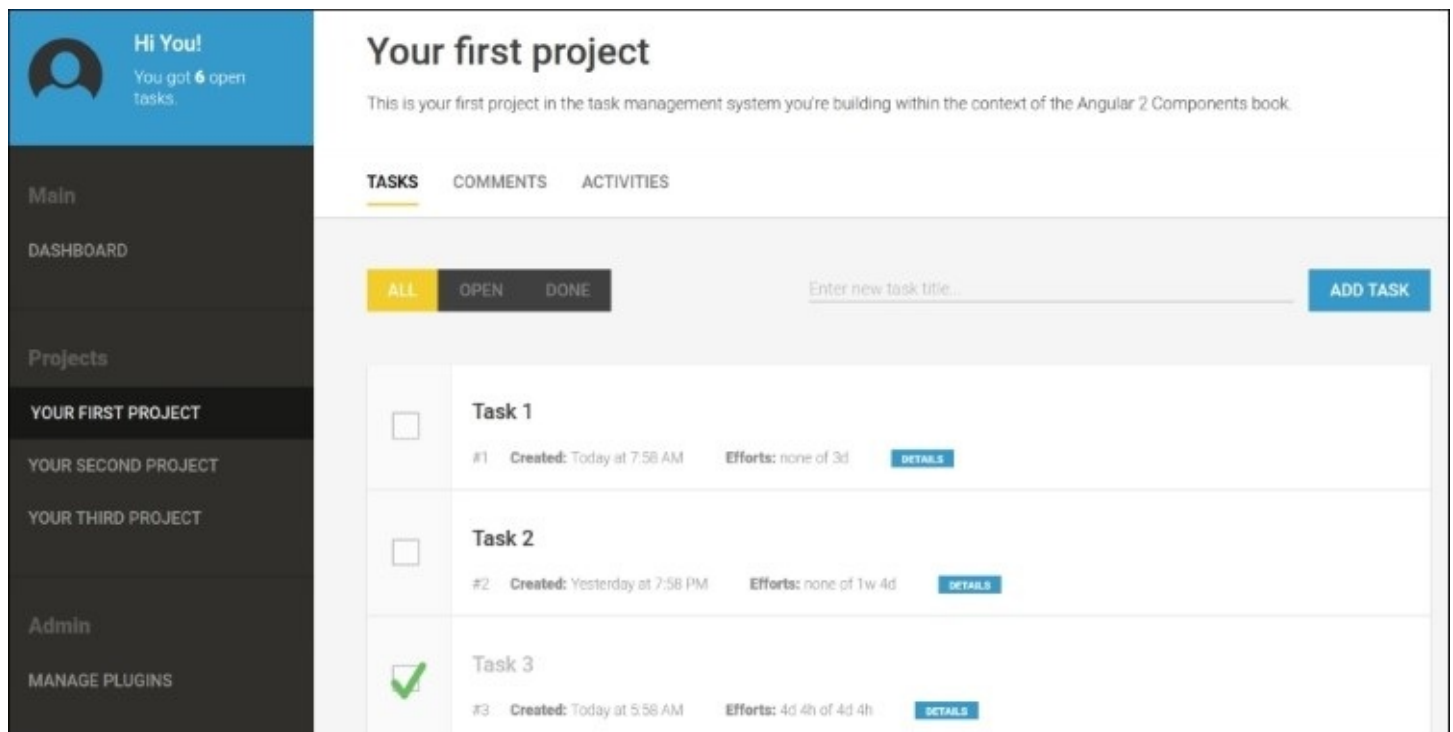 Hi You!
You got 6 open
tasks.
Main
DASHBOARD
Projects
YOUR FIRST PROJECT
YOUR SECOND PROJECT
YOUR THIRD PROJECT
Admin
MANAGE PLUGINS
Your first project
This is your first project in the task management system you're building within the context of the Angular 2 Components book.
TASKS COMMENTS ACTIVITIES
ALL OPEN DONE Enter new task title... ADD TASK
Task 1
#1 Created: Today at 7:58 AM Efforts: none of 3d DETAILS
Task 2
#2 Created: Yesterday at 7:58 PM Efforts: none of 1w 4d DETAILS
Task 3
#3 Created: Today at 5:58 AM Efforts: 4d 4h of 4d 4h DETAILS